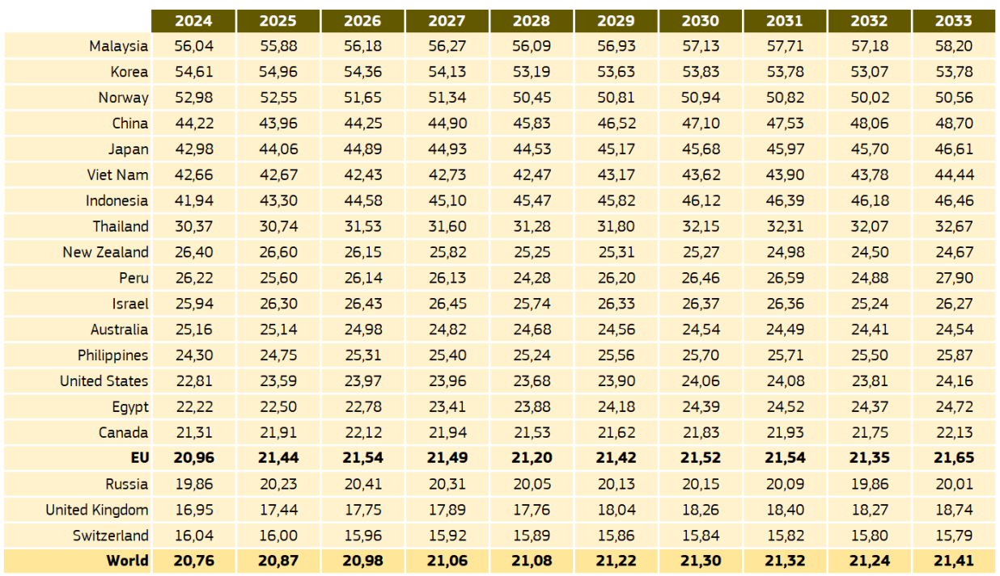 2024 2025 2026 2027 2028 2029 2030 2031 2032 2033
Malaysia 56,04 55,88 56,18 56,27 56,09 56,93 57,13 57,71 57,18 58,20
Korea 54,61 54,96 54,36 54,13 53,19 53,63 53,83 53,78 53,07 53,78
Norway 52,98 52,55 51,65 51,34 50,45 50,81 50,94 50,82 50,02 50,56
China 44,22 43,96 44,25 44,90 45,83 46,52 47,10 47,53 48,06 48,70
Japan 42,98 44,06 44,89 44,93 44,53 45,17 45,68 45,97 45,70 46,61
Viet Nam 42,66 42,67 42,43 42,73 42,47 43,17 43,62 43,90 43,78 44,44
Indonesia 41,94 43,30 44,58 45,10 45,47 45,82 46,12 46,39 46,18 46,46
Thailand 30,37 30,74 31,53 31,60 31,28 31,80 32,15 32,31 32,07 32,67
New Zealand 26,40 26,60 26,15 25,82 25,25 25,31 25,27 24,98 24,50 24,67
Peru 26,22 25,60 26,14 26,13 24,28 26,20 26,46 26,59 24,88 27,90
Israel 25,94 26,30 26,43 26,45 25,74 26,33 26,37 26,36 25,24 26,27
Australia 25,16 25,14 24,98 24,82 24,68 24,56 24,54 24,49 24,41 24,54
Philippines 24,30 24,75 25,31 25,40 25,24 25,56 25,70 25,71 25,50 25,87
United States 22,81 23,59 23,97 23,96 23,68 23,90 24,06 24,08 23,81 24,16
Egypt 22,22 22,50 22,78 23,41 23,88 24,18 24,39 24,52 24,37 24,72
Canada 21,31 21,91 22,12 21,94 21,53 21,62 21,83 21,93 21,75 22,13
EU 20,96 21,44 21,54 21,49 21,20 21,42 21,52 21,54 21,35 21,65
Russia 19,86 20,23 20,41 20,31 20,05 20,13 20,15 20,09 19,86 20,01
United Kingdom 16,95 17,44 17,75 17,89 17,76 18,04 18,26 18,40 18,27 18,74
Switzerland 16,04 16,00 15,96 15,92 15,89 15,86 15,84 15,82 15,80 15,79
World 20,76 20,87 20,98 21,06 21,08 21,22 21,30 21,32 21,24 21,41